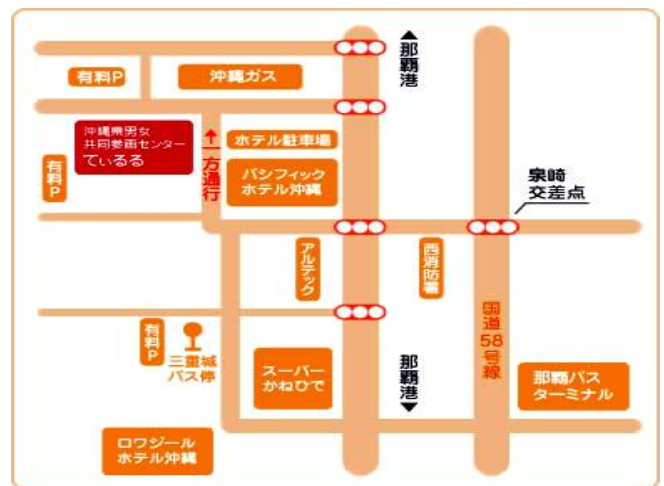 ▲那覇港
有料P
沖縄ガス
沖縄県男女
共同参画センター
ているる
↑一方通行
ホテル駐車場
パシフィック
ホテル沖縄
有料P
泉崎
交差点
アルテック
西消防署
国道58号線
有料P
三重城
バス停
スーパー
かねひで
那覇港▼
那覇バス
ターミナル
ロワジール
ホテル沖縄